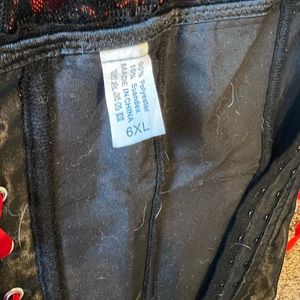 90% Polyester
10% Spandex
MADE IN CHINA
6XL